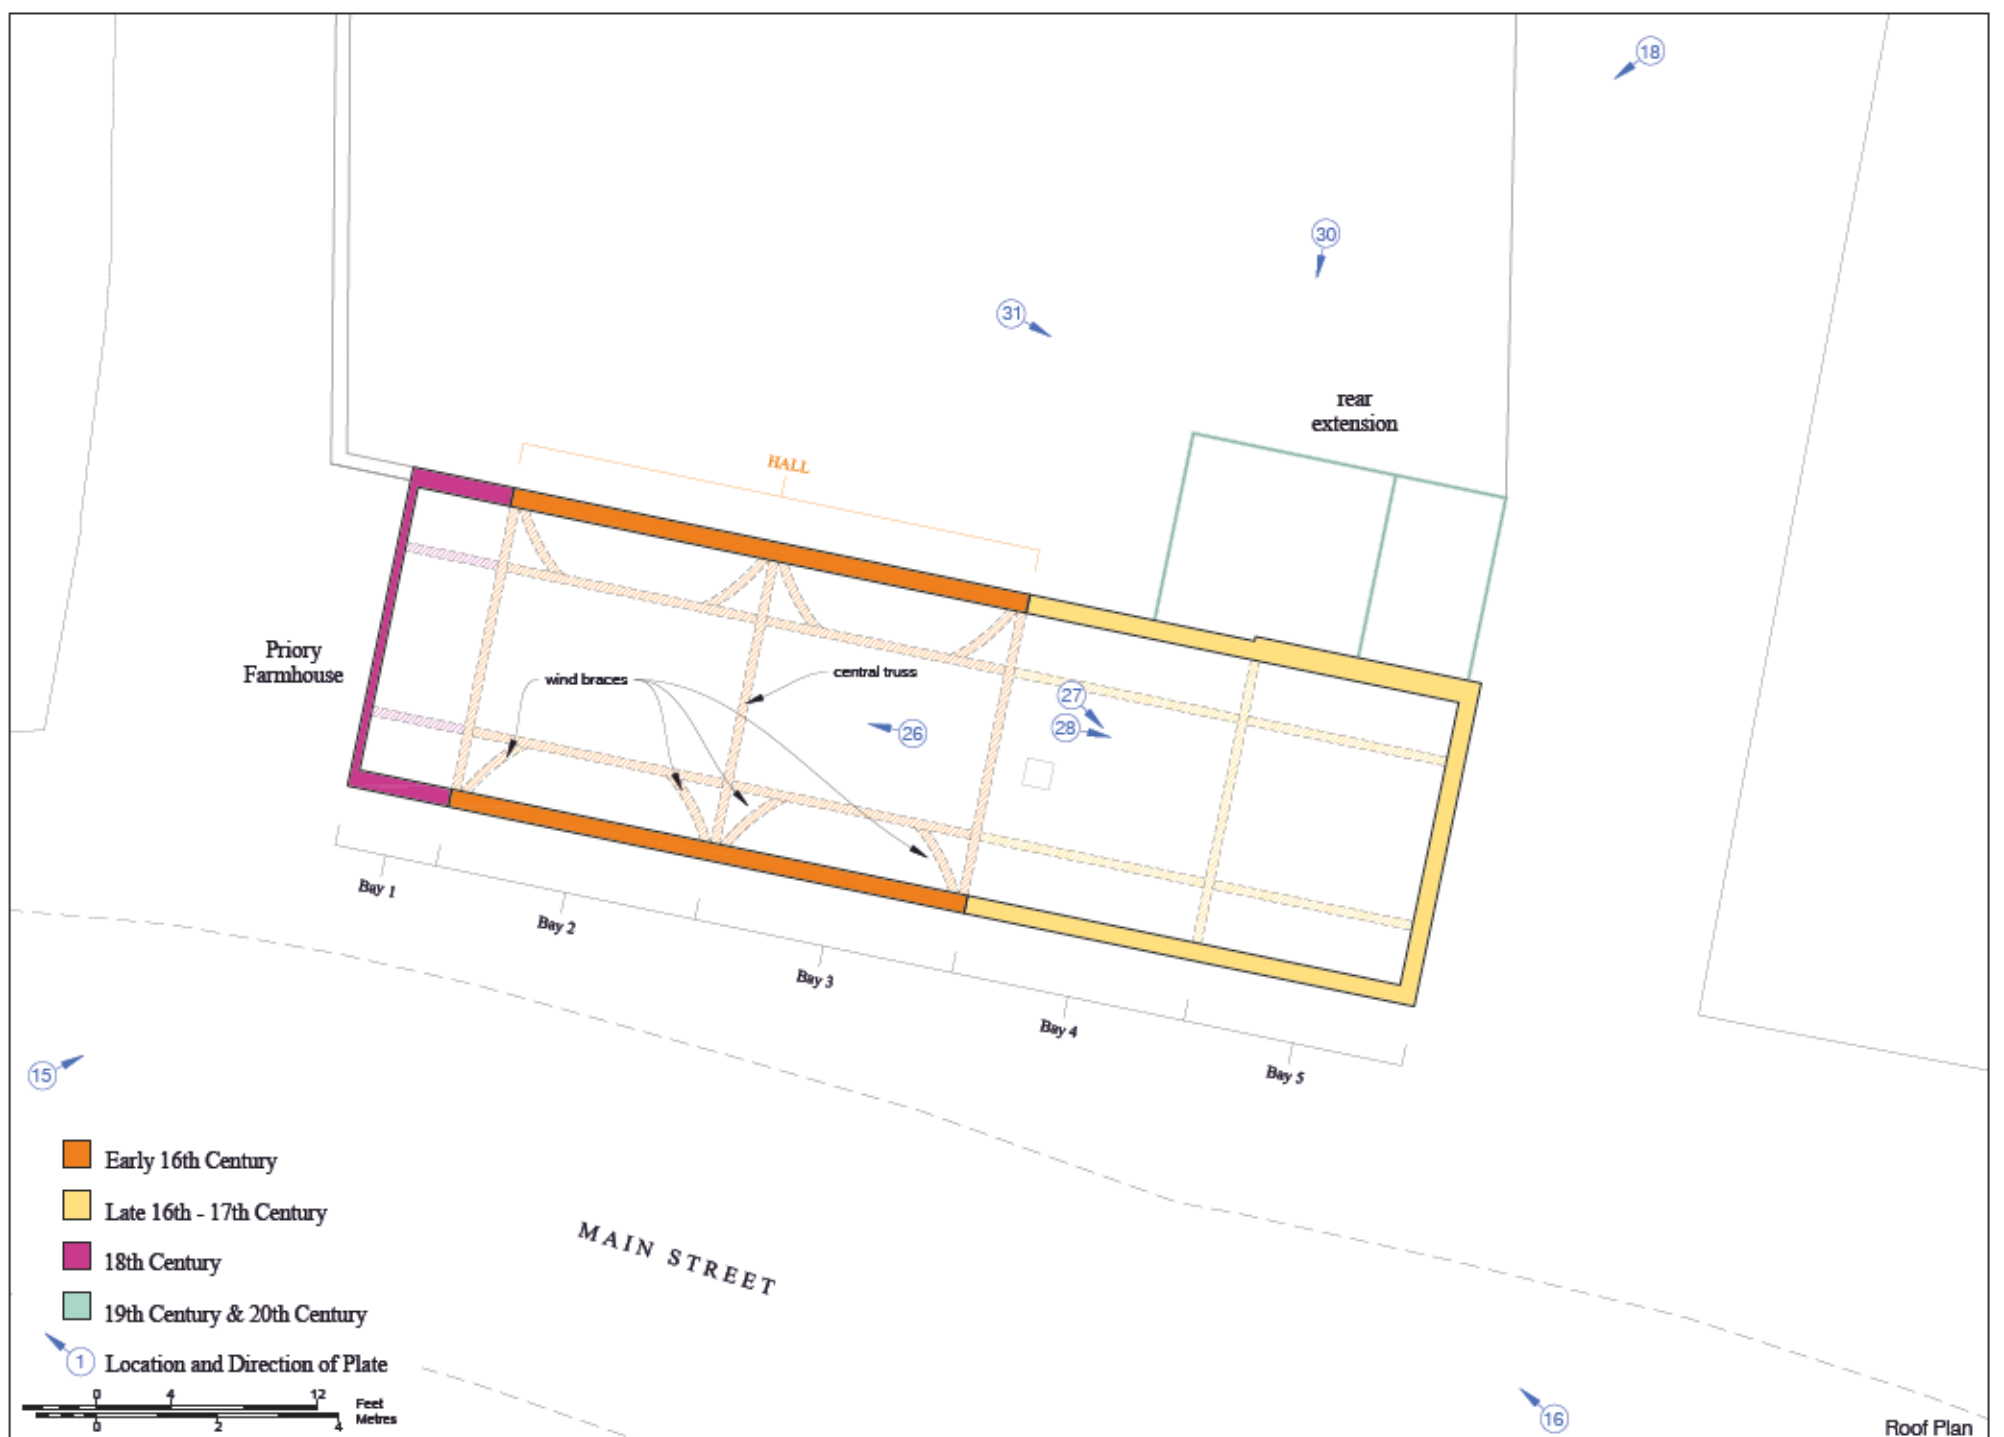 18
30
31
rear
extension
HALL
Priory
Farmhouse
wind braces
central truss
27
28
26
Bay 1
Bay 2
Bay 3
Bay 4
Bay 5
15
Early 16th Century
Late 16th - 17th Century
18th Century
19th Century & 20th Century
1 Location and Direction of Plate
MAIN STREET
0 4 12 Feet
0 2 4 Metres
16
Roof Plan